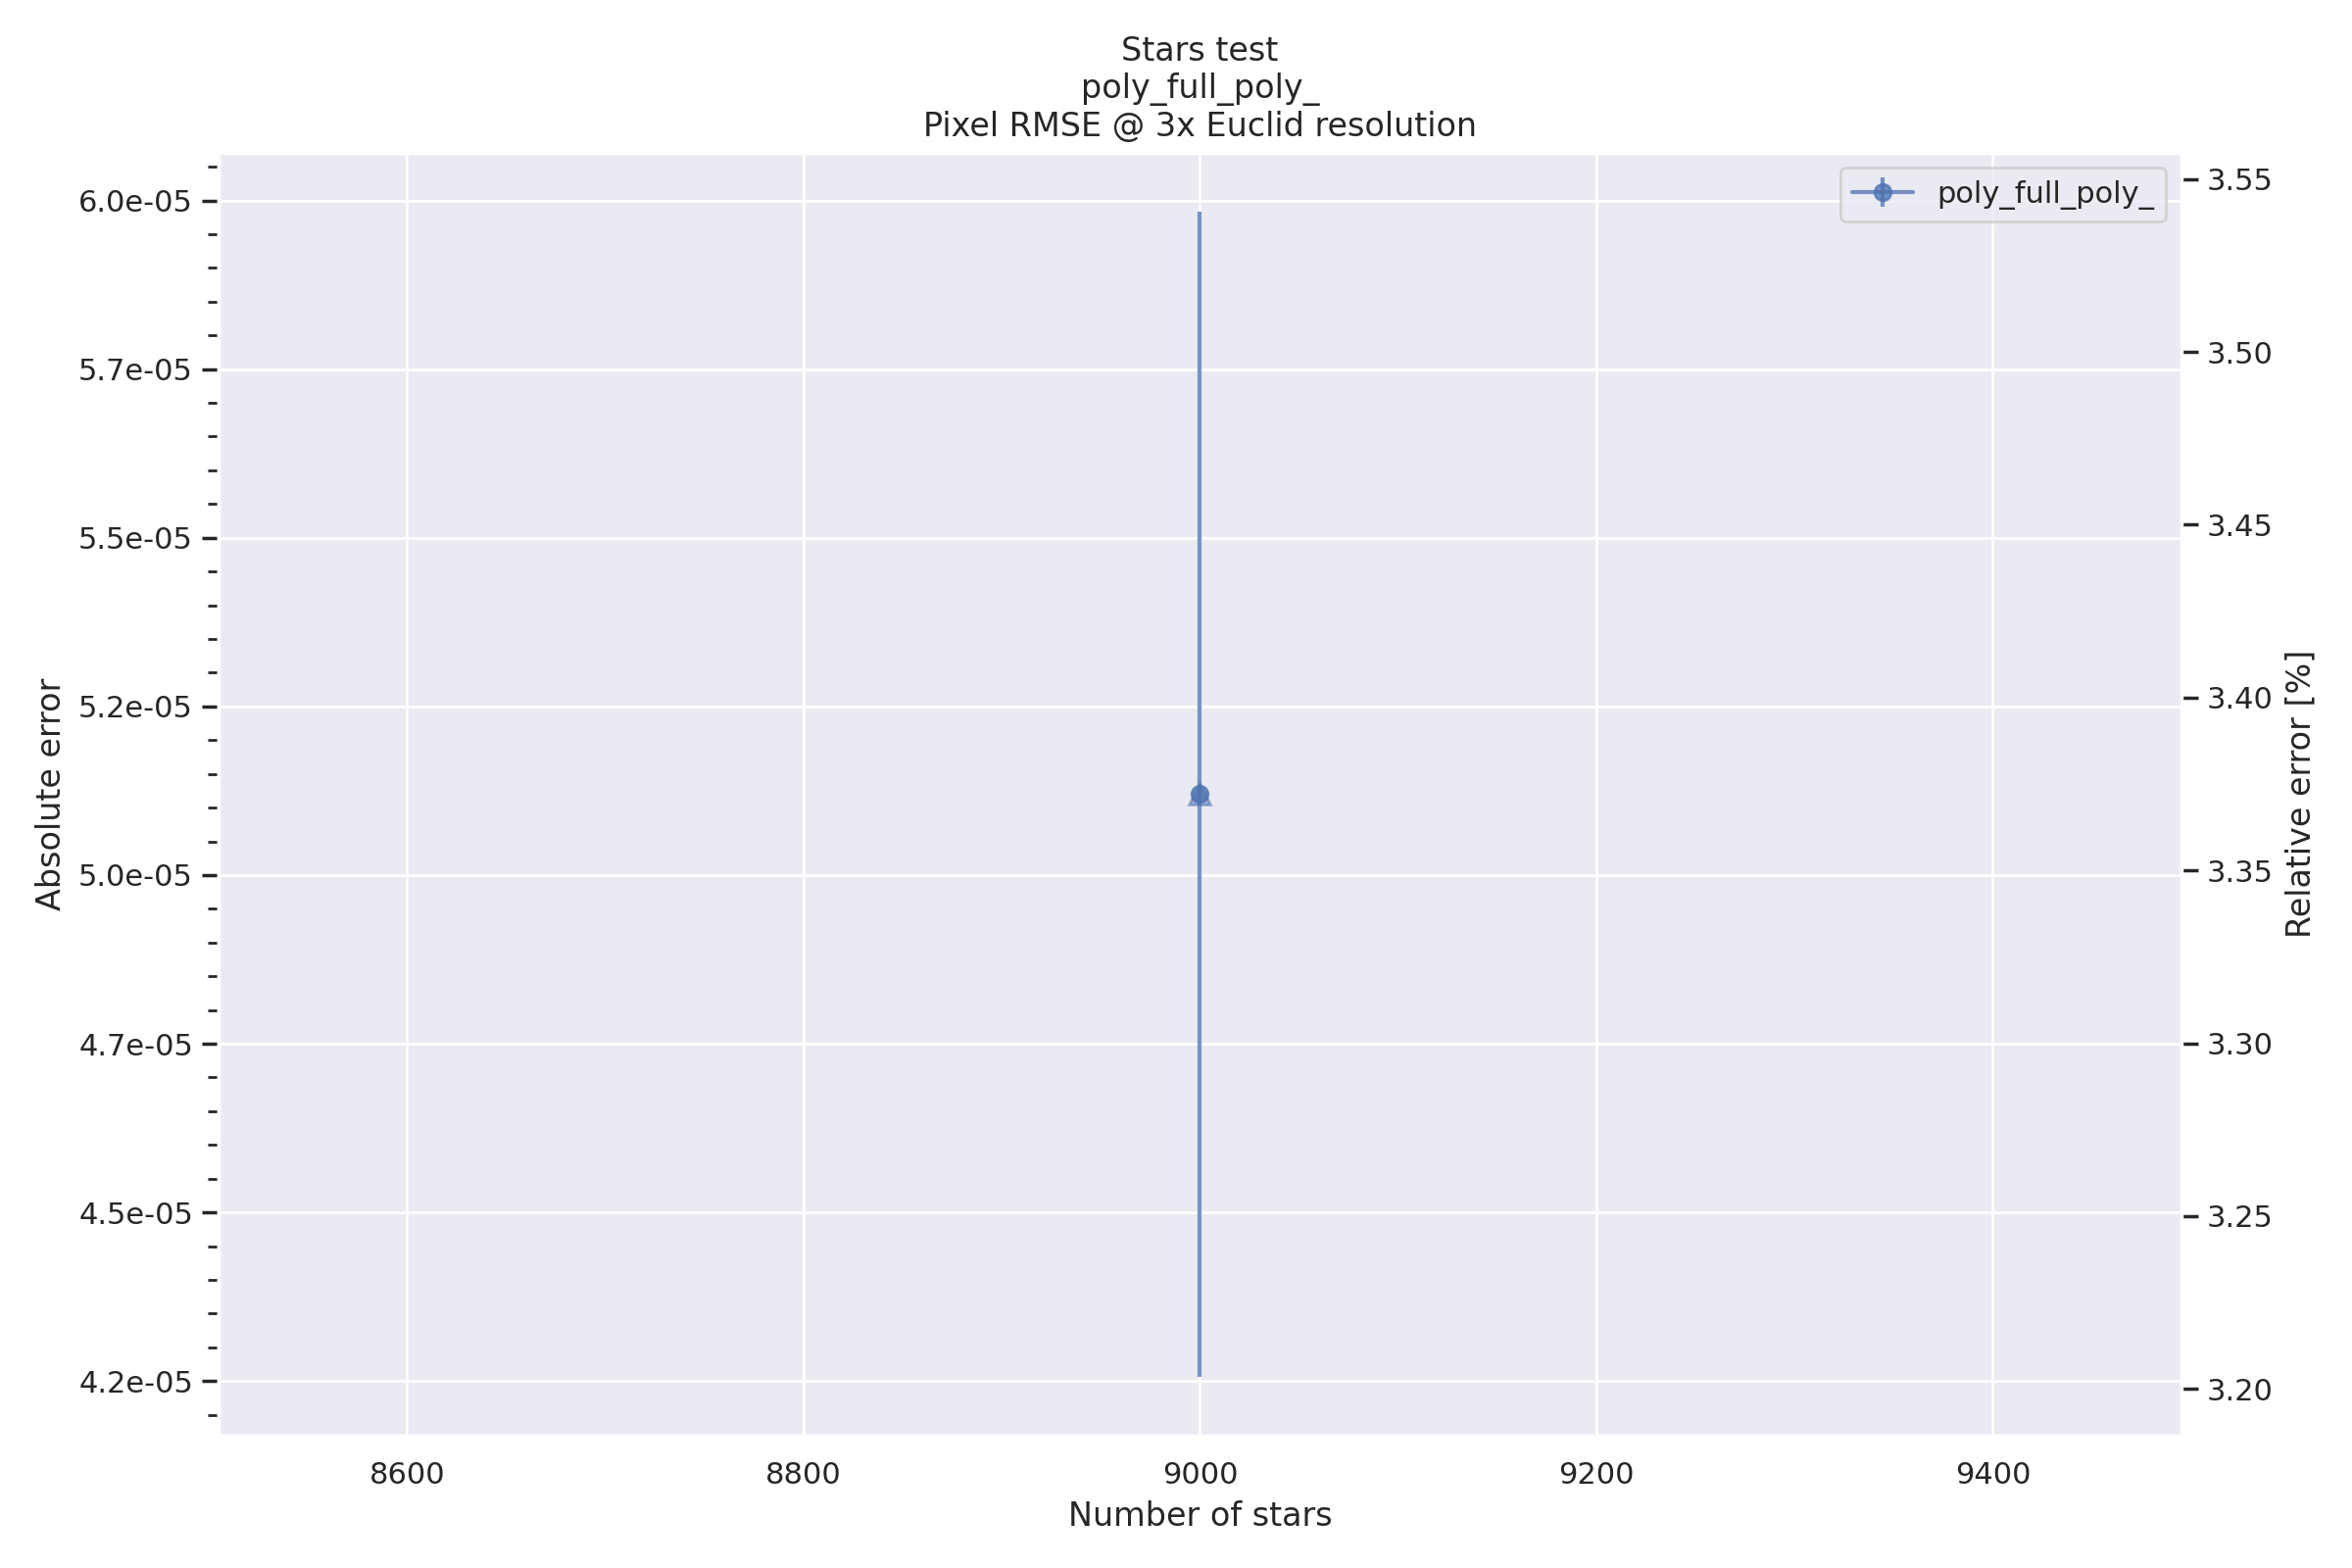 Stars test
poly_full_poly_
Pixel RMSE @ 3x Euclid resolution
poly_full_poly_
6.0e-05
5.7e-05
5.5e-05
5.2e-05
5.0e-05
4.7e-05
4.5e-05
4.2e-05
Absolute error
3.55
3.50
3.45
3.40
3.35
3.30
3.25
3.20
Relative error [%]
8600
8800
9000
9200
9400
Number of stars